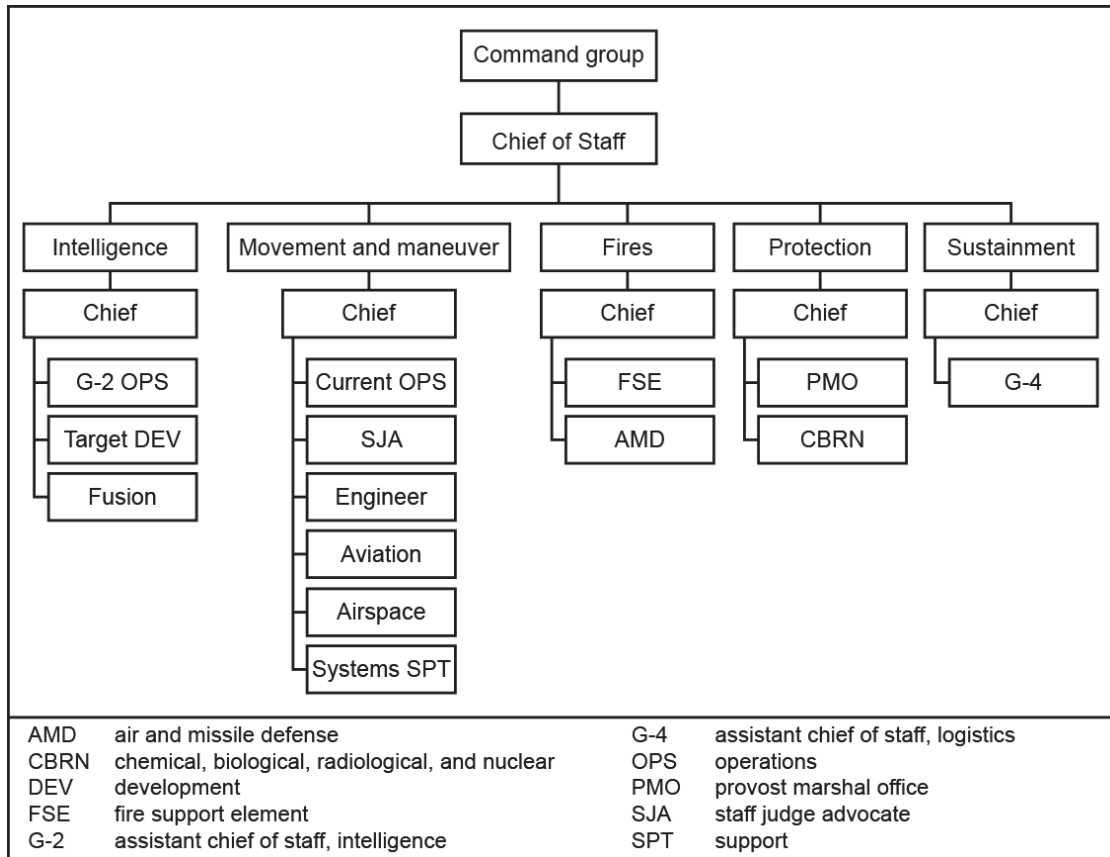 Command group
Chief of Staff
Intelligence
Movement and maneuver
Fires
Protection
Sustainment
Chief
Chief
Chief
Chief
Chief
G-2 OPS
Target DEV
Fusion
Current OPS
SJA
Engineer
Aviation
Airspace
Systems SPT
FSE
AMD
PMO
CBRN
G-4
AMD air and missile defense
CBRN chemical, biological, radiological, and nuclear
DEV development
FSE fire support element
G-2 assistant chief of staff, intelligence
G-4 assistant chief of staff, logistics
OPS operations
PMO provost marshal office
SJA staff judge advocate
SPT support